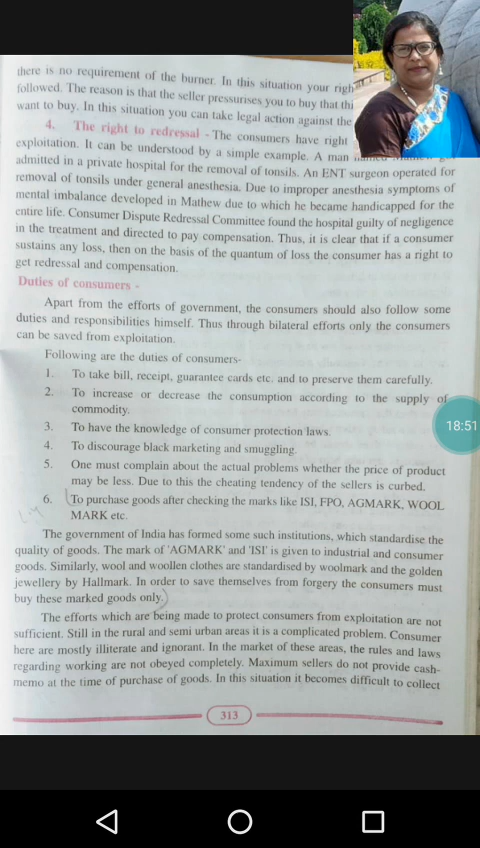 there is no requirement of the burner. In this situation your righ
followed. The reason is that the seller pressurises you to buy that thi
want to buy. In this situation you can take legal action against the
4. The right to redressal - The consumers have right
exploitation. It can be understood by a simple example. A man
admitted in a private hospital for the removal of tonsils. An ENT surgeon operated for
removal of tonsils under general anesthesia. Due to improper anesthesia symptoms of
mental imbalance developed in Mathew due to which he became handicapped for the
entire life. Consumer Dispute Redressal Committee found the hospital guilty of negligence
in the treatment and directed to pay compensation. Thus, it is clear that if a consumer
sustains any loss, then on the basis of the quantum of loss the consumer has a right to
get redressal and compensation.
Duties of consumers -
Apart from the efforts of government, the consumers should also follow some
duties and responsibilities himself. Thus through bilateral efforts only the consumers
can be saved from exploitation.
Following are the duties of consumers-
1. To take bill, receipt, guarantee cards etc. and to preserve them carefully.
2. To increase or decrease the consumption according to the supply of
commodity.
18:51
3. To have the knowledge of consumer protection laws.
4. To discourage black marketing and smuggling.
5. One must complain about the actual problems whether the price of product
may be less. Due to this the cheating tendency of the sellers is curbed.
6. To purchase goods after checking the marks like ISI, FPO, AGMARK, WOOL
MARK etc.
The government of India has formed some such institutions, which standardise the
quality of goods. The mark of 'AGMARK' and 'ISI' is given to industrial and consumer
goods. Similarly, wool and woollen clothes are standardised by woolmark and the golden
jewellery by Hallmark. In order to save themselves from forgery the consumers must
buy these marked goods only.
The efforts which are being made to protect consumers from exploitation are not
sufficient. Still in the rural and semi urban areas it is a complicated problem. Consumer
here are mostly illiterate and ignorant. In the market of these areas, the rules and laws
regarding working are not obeyed completely. Maximum sellers do not provide cash-
memo at the time of purchase of goods. In this situation it becomes difficult to collect
313